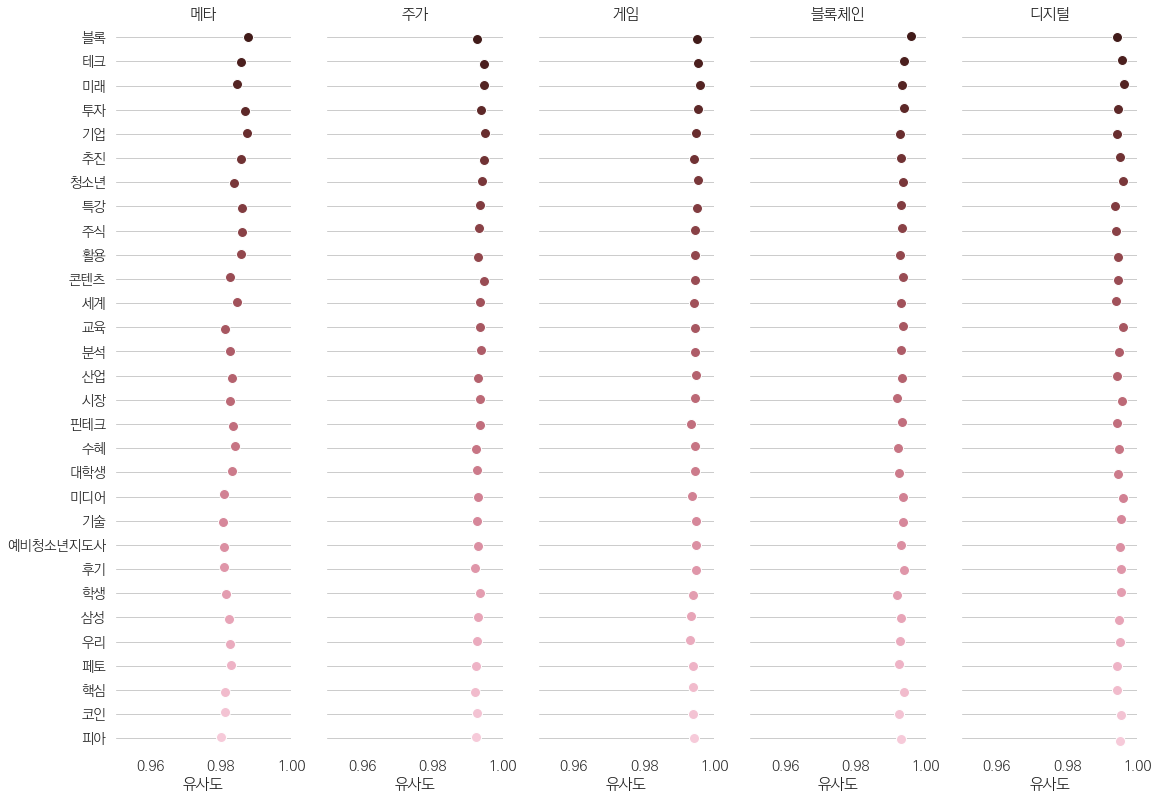 메타 주가 게임 블록체인 디지털
블록
테크
미래
투자
기업
추진
청소년
특강
주식
활용
콘텐츠
세계
교육
분석
산업
시장
핀테크
수혜
대학생
미디어
기술
예비청소년지도사
후기
학생
삼성
우리
페토
핵심
코인
피아
0.96 0.98 1.00 0.96 0.98 1.00 0.96 0.98 1.00 0.96 0.98 1.00 0.96 0.98 1.00
유사도 유사도 유사도 유사도 유사도